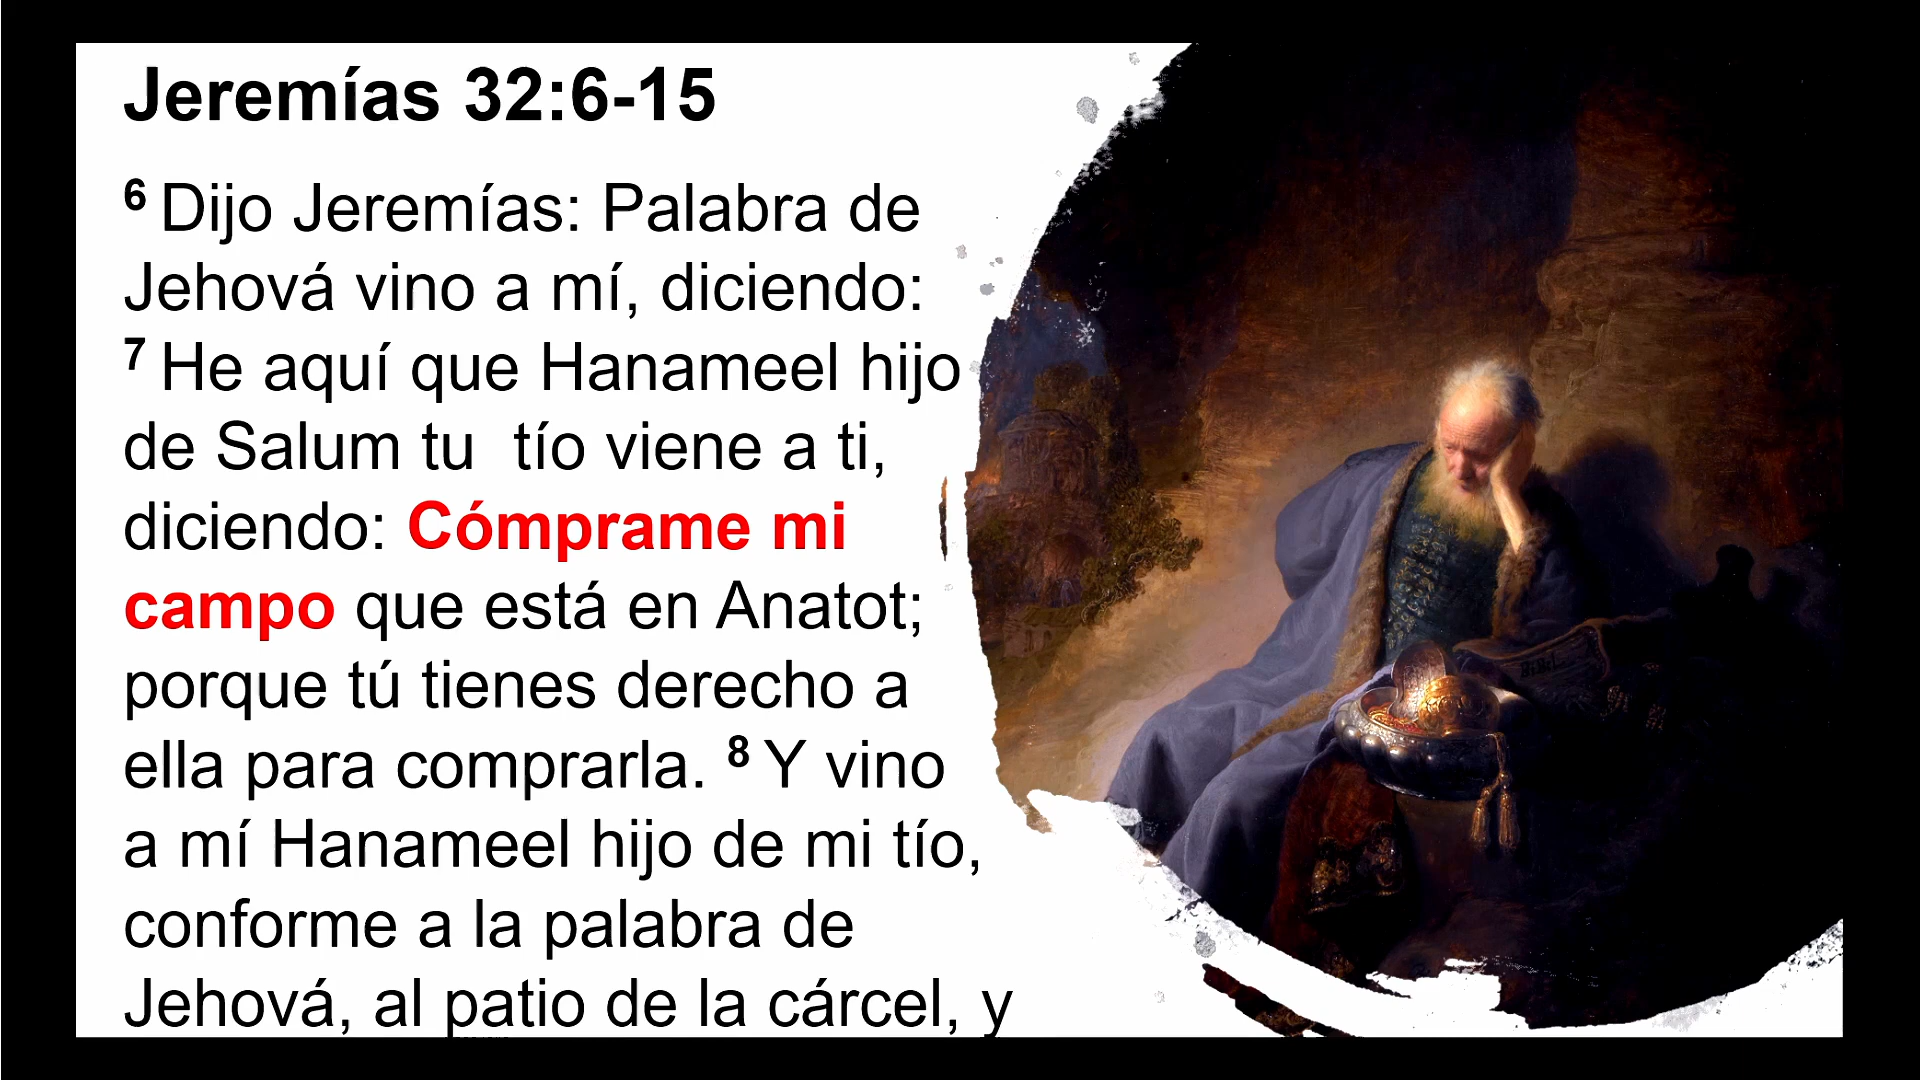 Jeremías 32:6-15
6 Dijo Jeremías: Palabra de
Jehová vino a mí, diciendo:
7 He aquí que Hanameel hijo
de Salum tu  tío viene a ti,
diciendo: Cómprame mi
campo que está en Anatot;
porque tú tienes derecho a
ella para comprarla. 8 Y vino
a mí Hanameel hijo de mi tío,
conforme a la palabra de
Jehová, al patio de la cárcel, y
BiBeL